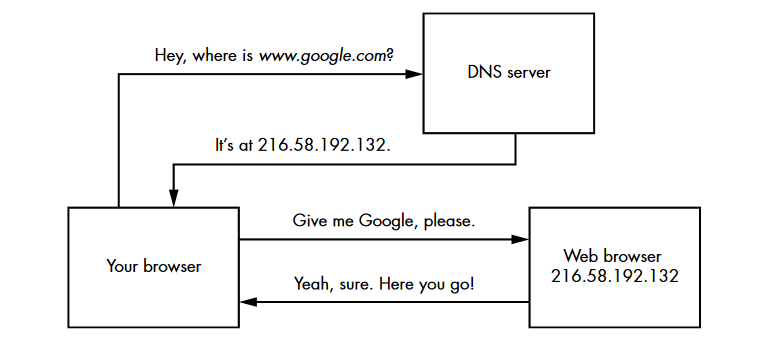 Hey, where is www.google.com?
DNS server
It’s at 216.58.192.132.
Give me Google, please.
Your browser
Web browser
216.58.192.132
Yeah, sure. Here you go!